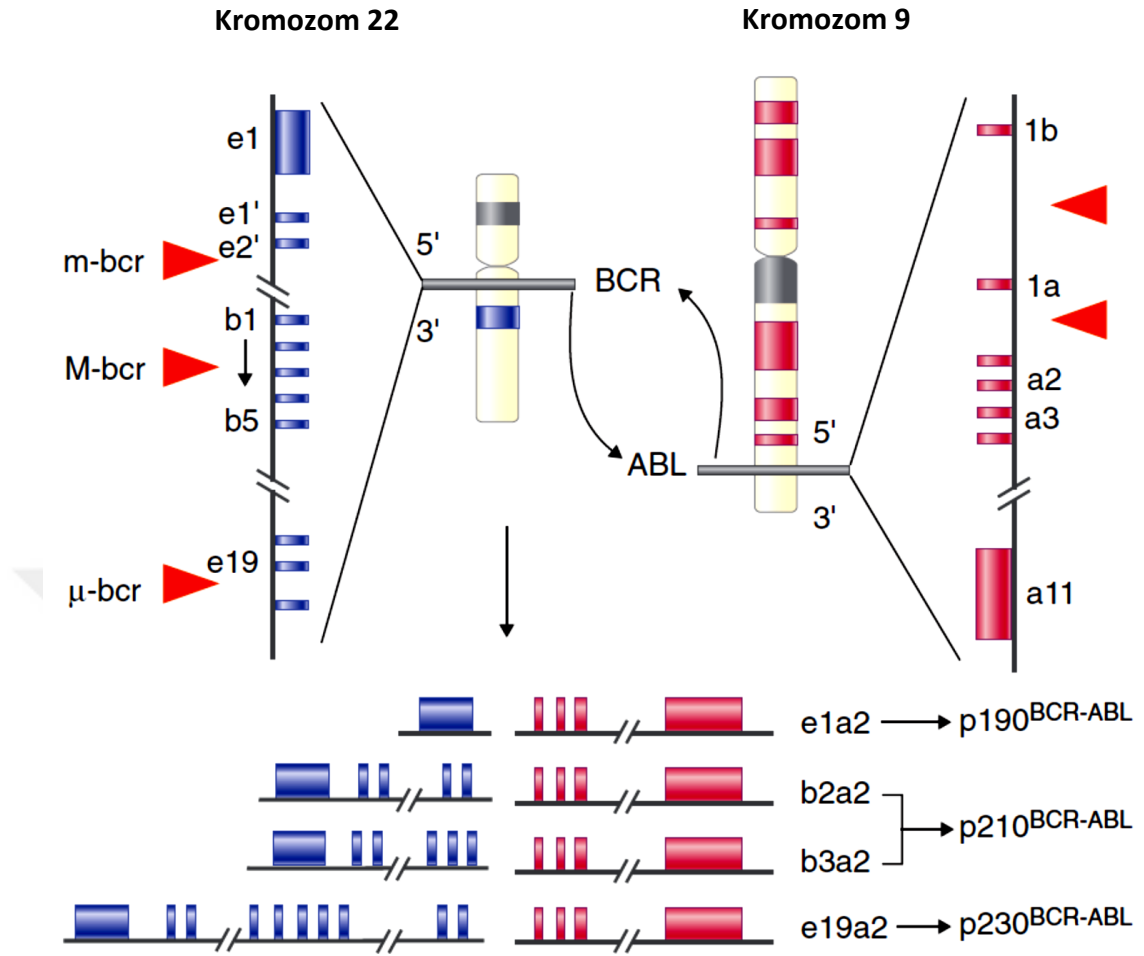 Kromozom 22
Kromozom 9
e1
e1'
e2'
m-bcr
b1
M-bcr
b5
e19
μ-bcr
5'
3'
BCR
ABL
5'
3'
1b
1a
a2
a3
a11
e1a2
p190BCR-ABL
b2a2
b3a2
p210BCR-ABL
e19a2
p230BCR-ABL